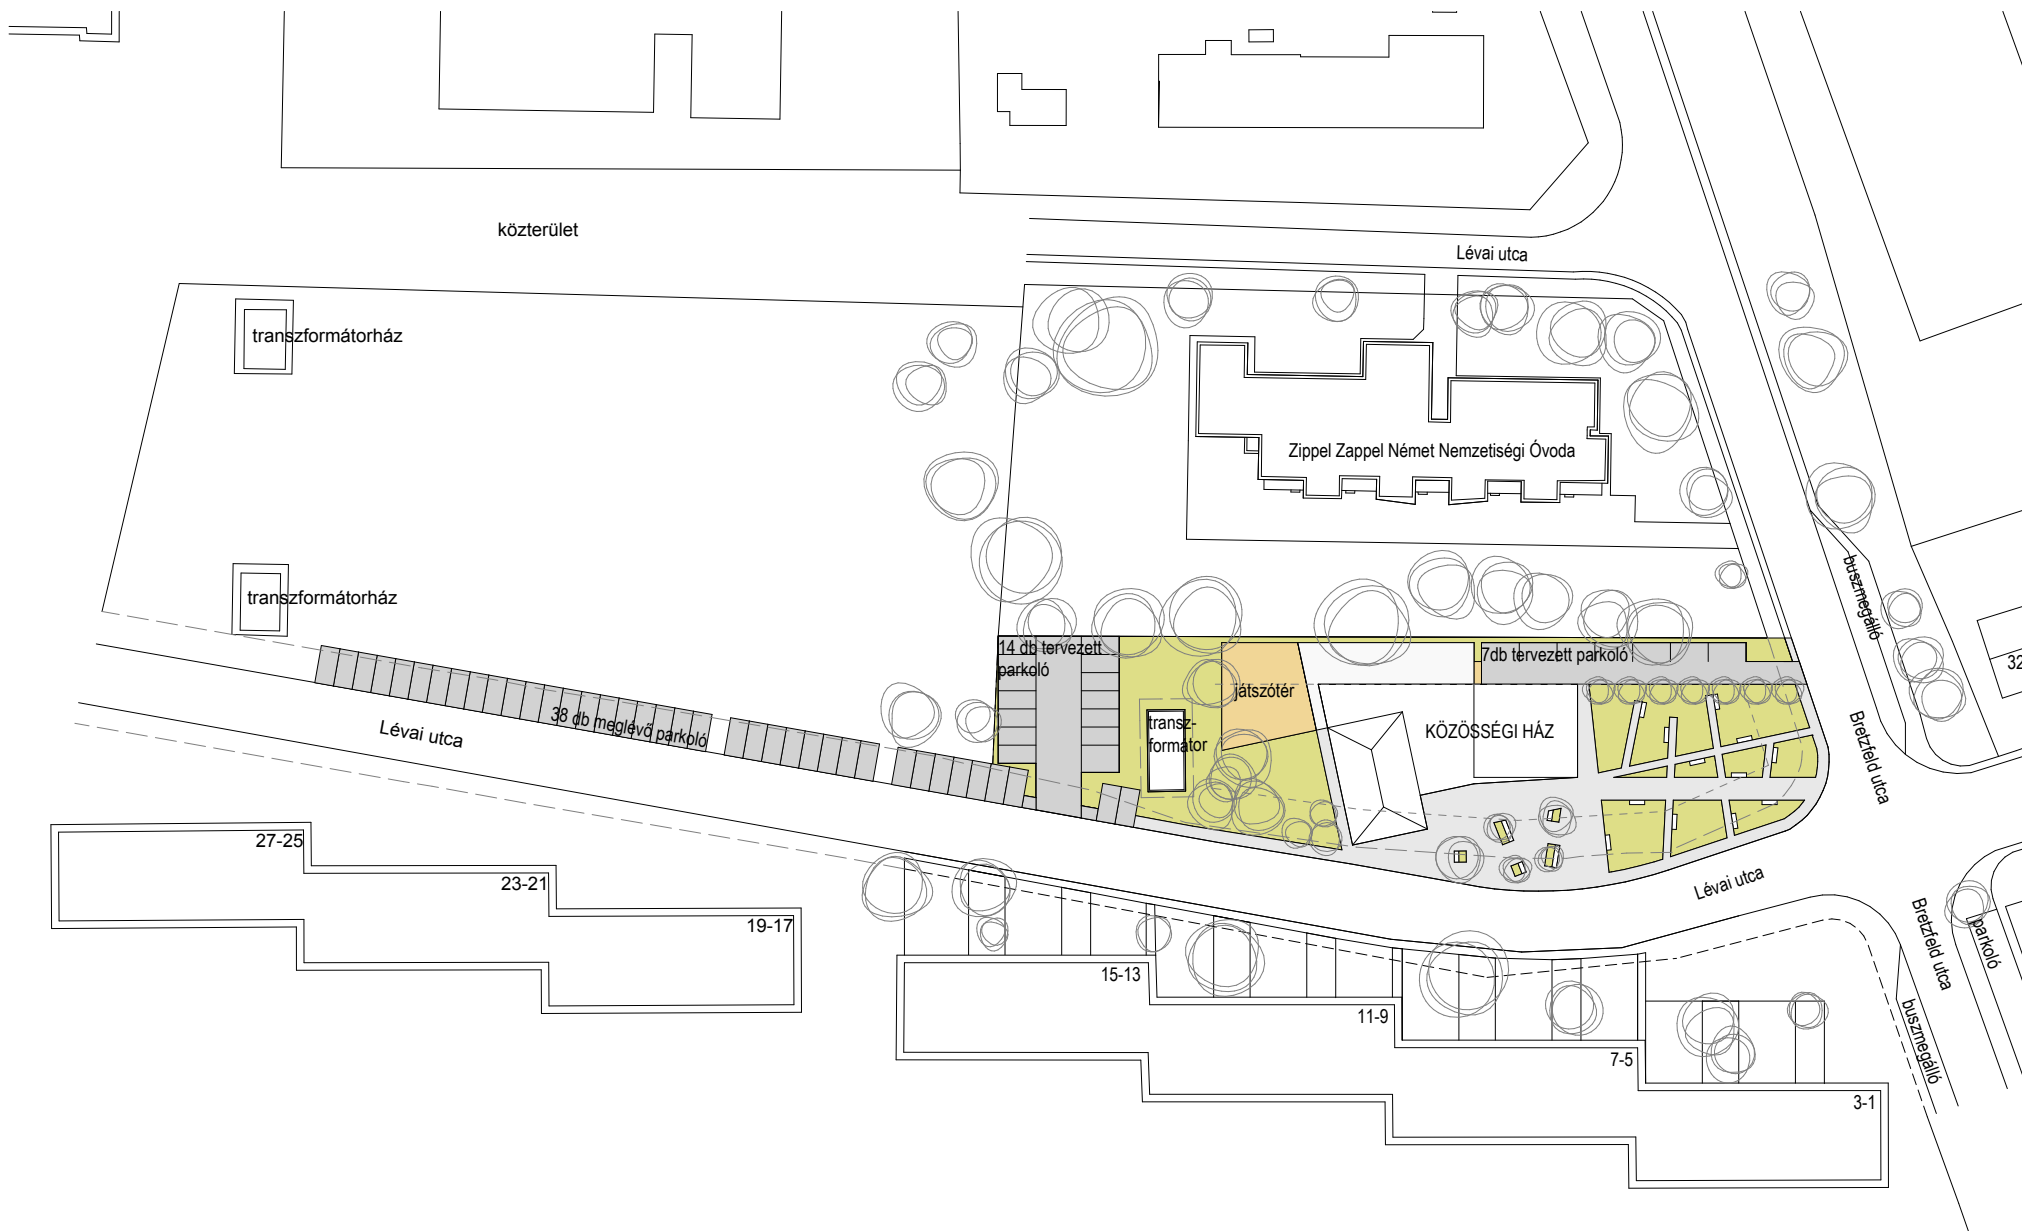 közterület
Lévai utca
transzformátorház
Zippel Zappel Német Nemzetiségi Óvoda
buszmegálló
transzformátorház
14 db tervezett
parkoló
7db tervezett parkoló
32
játszótér
38 db meglévő parkoló
Lévai utca
transz-
formátor
KÖZÖSSÉGI HÁZ
Bretzfeld utca
27-25
23-21
19-17
Lévai utca
Bretzfeld utca
parkoló
15-13
11-9
7-5
buszmegálló
3-1